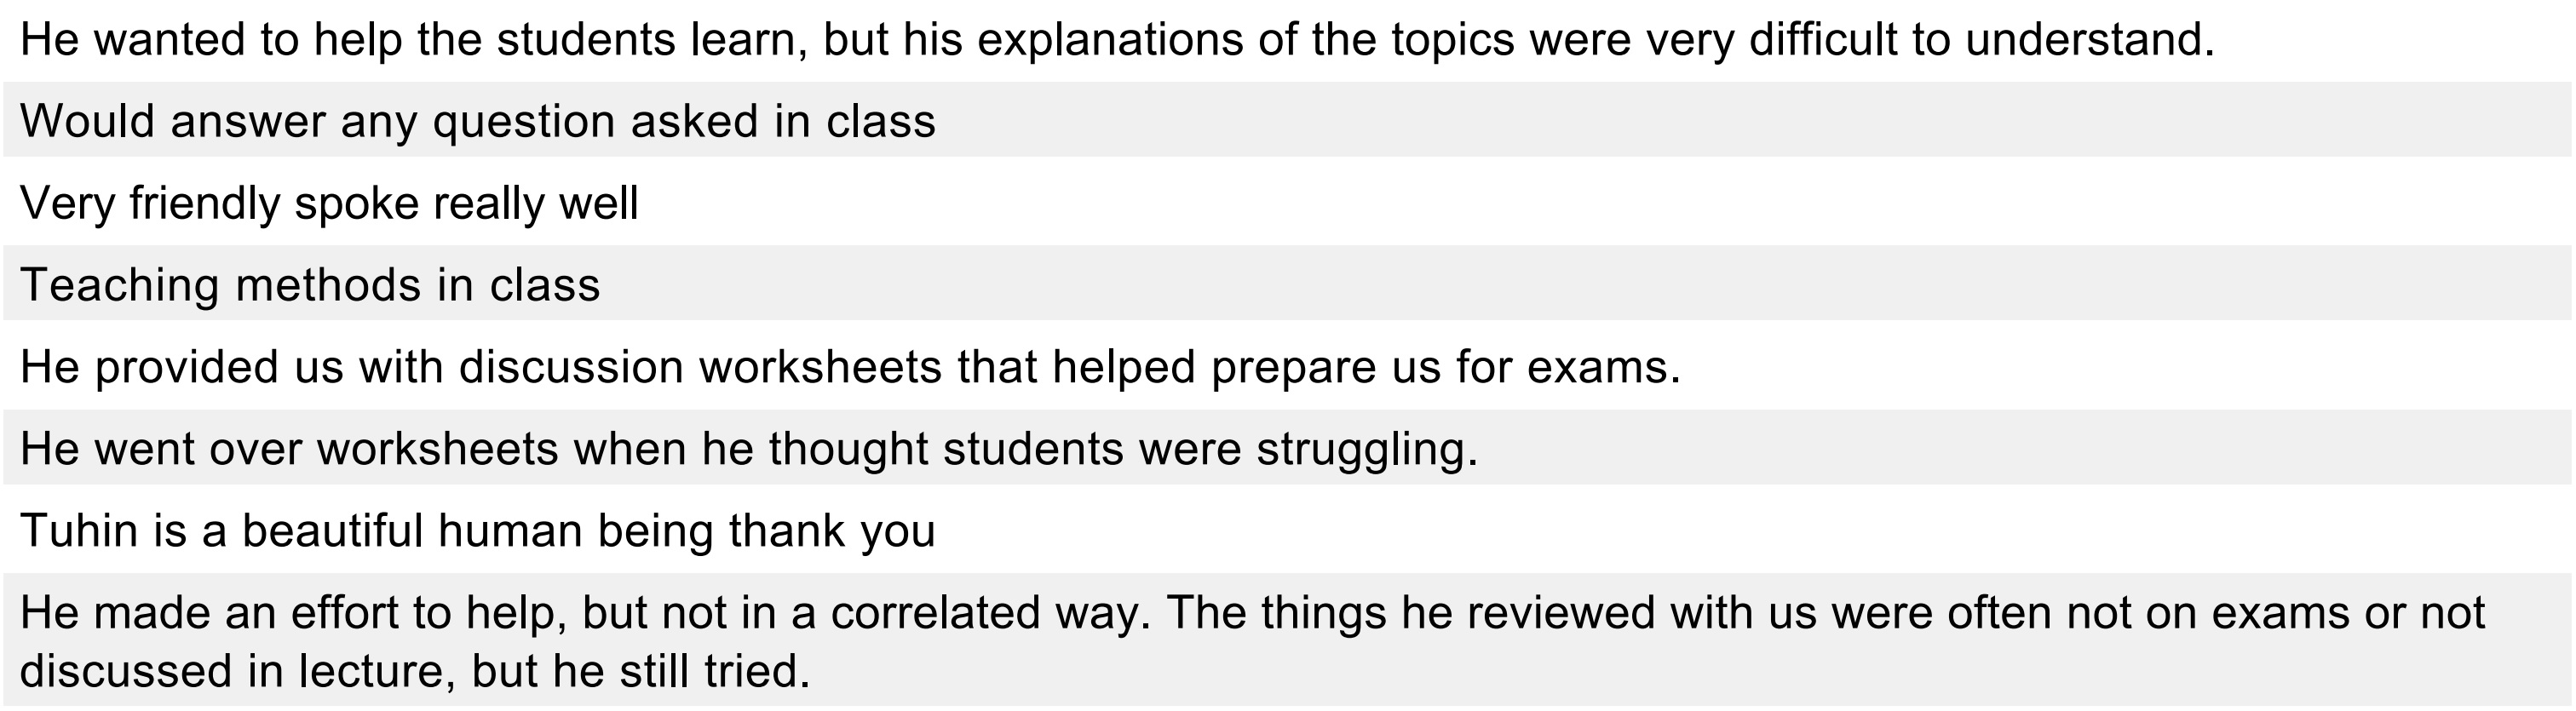 He wanted to help the students learn, but his explanations of the topics were very difficult to understand.
Would answer any question asked in class
Very friendly spoke really well
Teaching methods in class
He provided us with discussion worksheets that helped prepare us for exams.
He went over worksheets when he thought students were struggling.
Tuhin is a beautiful human being thank you
He made an effort to help, but not in a correlated way. The things he reviewed with us were often not on exams or not
discussed in lecture, but he still tried.